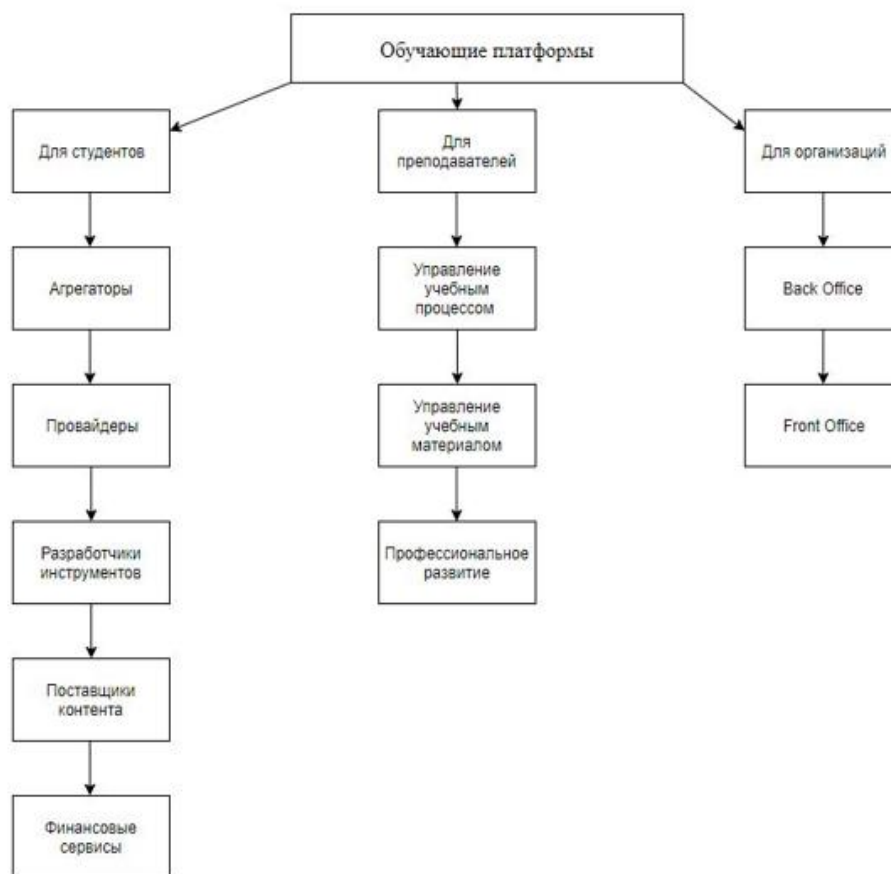 Обучающие платформы
Для студентов
Для
преподавателей
Для организаций
Агрегаторы
Управление
учебным
процессом
Back Office
Провайдеры
Управление
учебным
материалом
Front Office
Разработчики
инструментов
Профессиональное
развитие
Поставщики
контента
Финансовые
сервисы